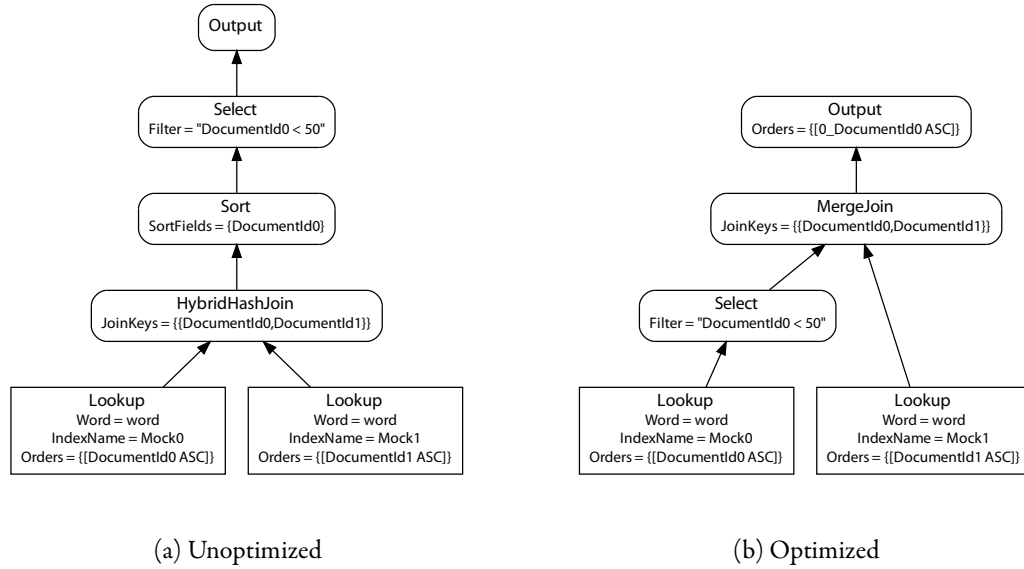 Output
Select
Filter = "DocumentId0 < 50"
Sort
SortFields = {DocumentId0}
HybridHashJoin
JoinKeys = {{DocumentId0,DocumentId1}}
Lookup
Word = word
IndexName = Mock0
Orders = {[DocumentId0 ASC]}
Lookup
Word = word
IndexName = Mock1
Orders = {[DocumentId1 ASC]}
(a) Unoptimized
Output
Orders = {[0_DocumentId0 ASC]}
MergeJoin
JoinKeys = {{DocumentId0,DocumentId1}}
Select
Filter = "DocumentId0 < 50"
Lookup
Word = word
IndexName = Mock0
Orders = {[DocumentId0 ASC]}
Lookup
Word = word
IndexName = Mock1
Orders = {[DocumentId1 ASC]}
(b) Optimized